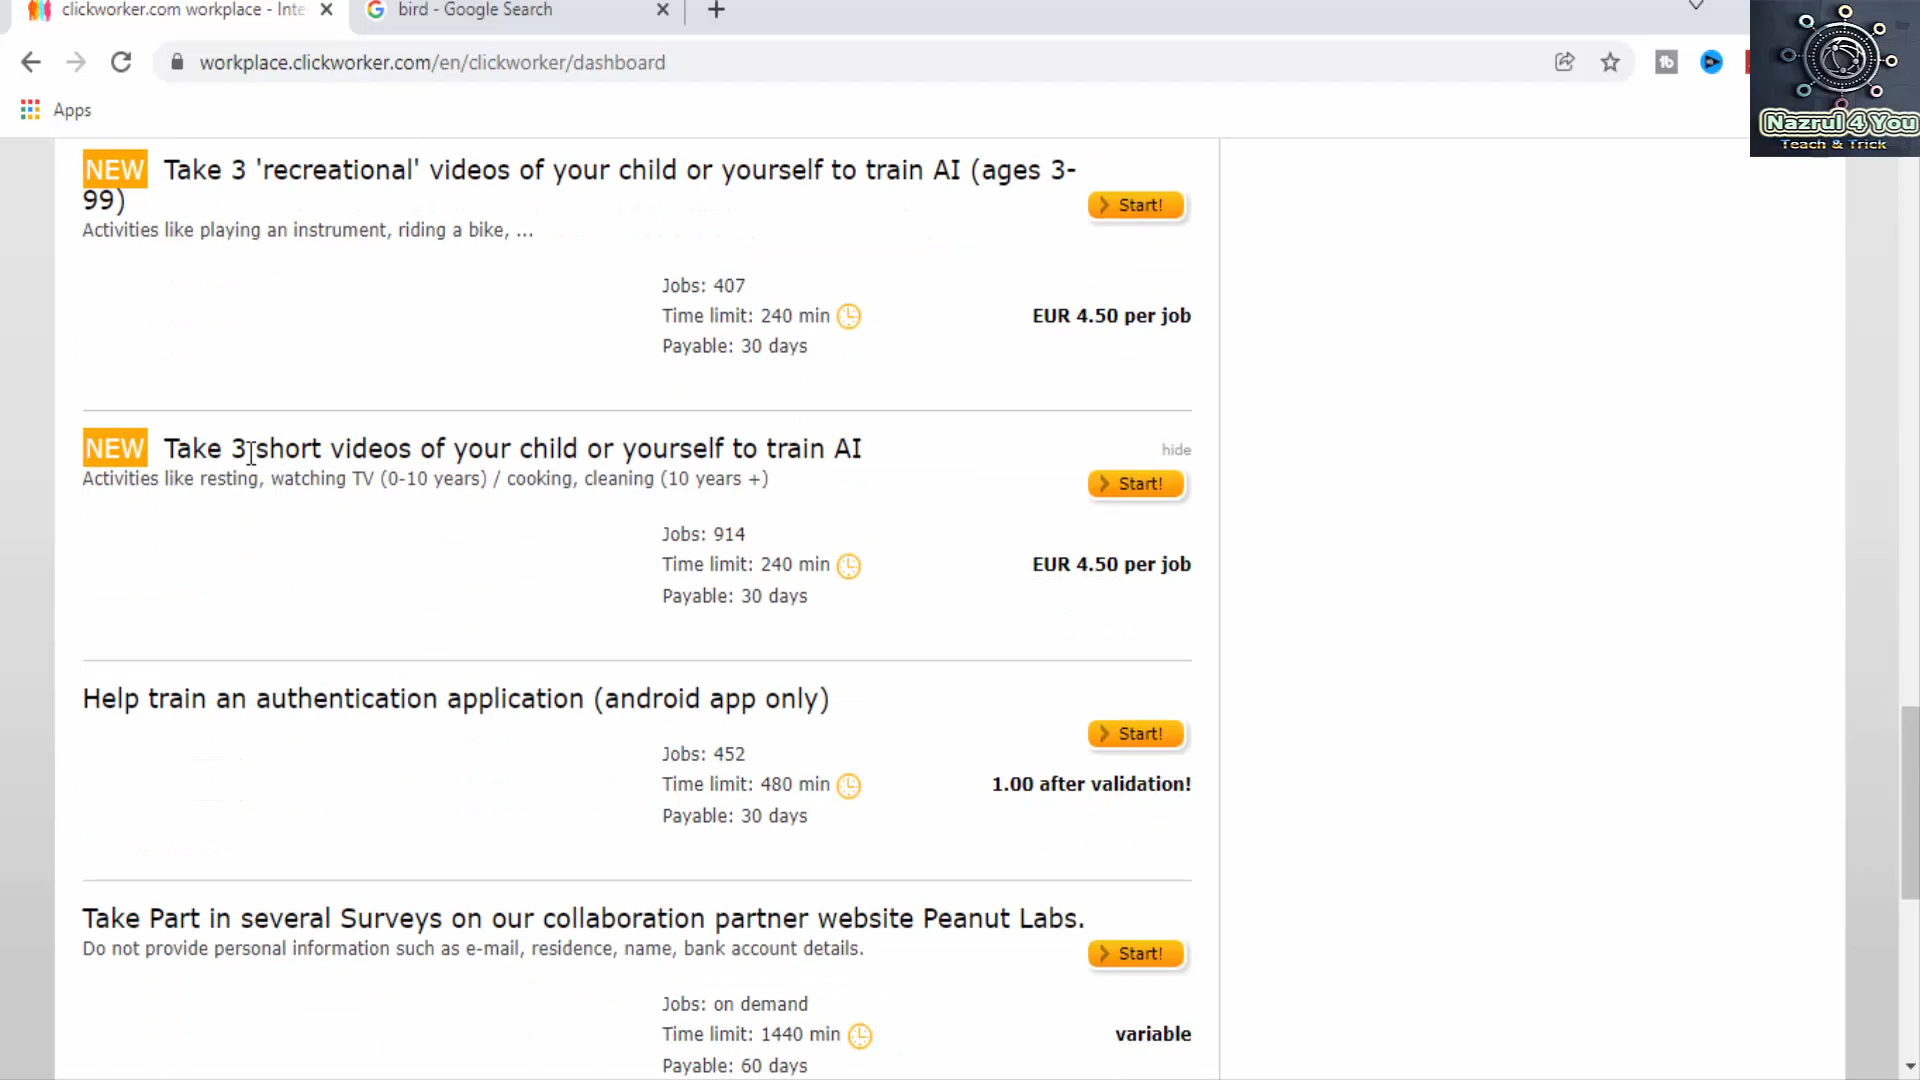 clickworker.com workplace - Inte
bird - Google Search
workplace.clickworker.com/en/clickworker/dashboard
Apps
Nazrul 4 You
Teach & Trick
NEW Take 3 'recreational' videos of your child or yourself to train AI (ages 3-
99)
Start!
Activities like playing an instrument, riding a bike, ...
Jobs: 407
Time limit: 240 min
EUR 4.50 per job
Payable: 30 days
NEW Take 3 short videos of your child or yourself to train AI
hide
Activities like resting, watching TV (0-10 years) / cooking, cleaning (10 years +)
Start!
Jobs: 914
Time limit: 240 min
EUR 4.50 per job
Payable: 30 days
Help train an authentication application (android app only)
Start!
Jobs: 452
Time limit: 480 min
1.00 after validation!
Payable: 30 days
Take Part in several Surveys on our collaboration partner website Peanut Labs.
Do not provide personal information such as e-mail, residence, name, bank account details.
Start!
Jobs: on demand
Time limit: 1440 min
variable
Payable: 60 days